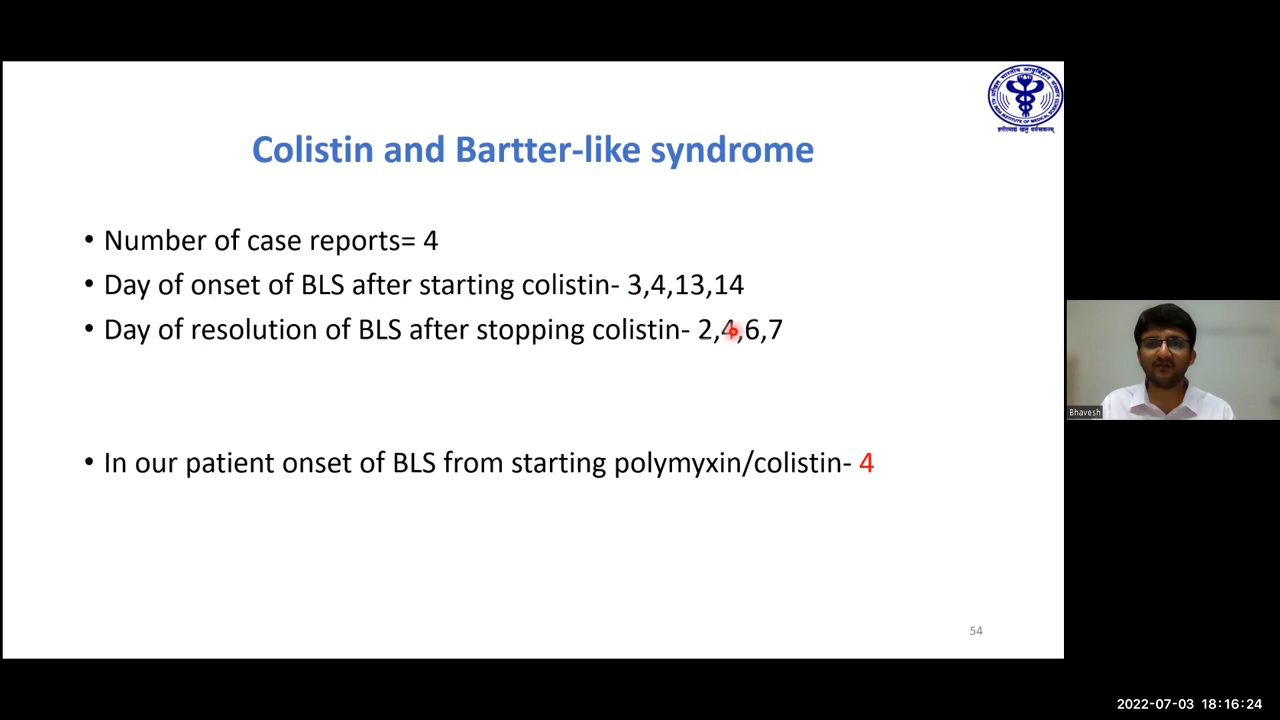 Colistin and Bartter-like syndrome
• Number of case reports= 4
• Day of onset of BLS after starting colistin- 3,4,13,14
• Day of resolution of BLS after stopping colistin- 2,4,6,7
• In our patient onset of BLS from starting polymyxin/colistin- 4
54
Bhavesh
2022-07-03 18:16:24